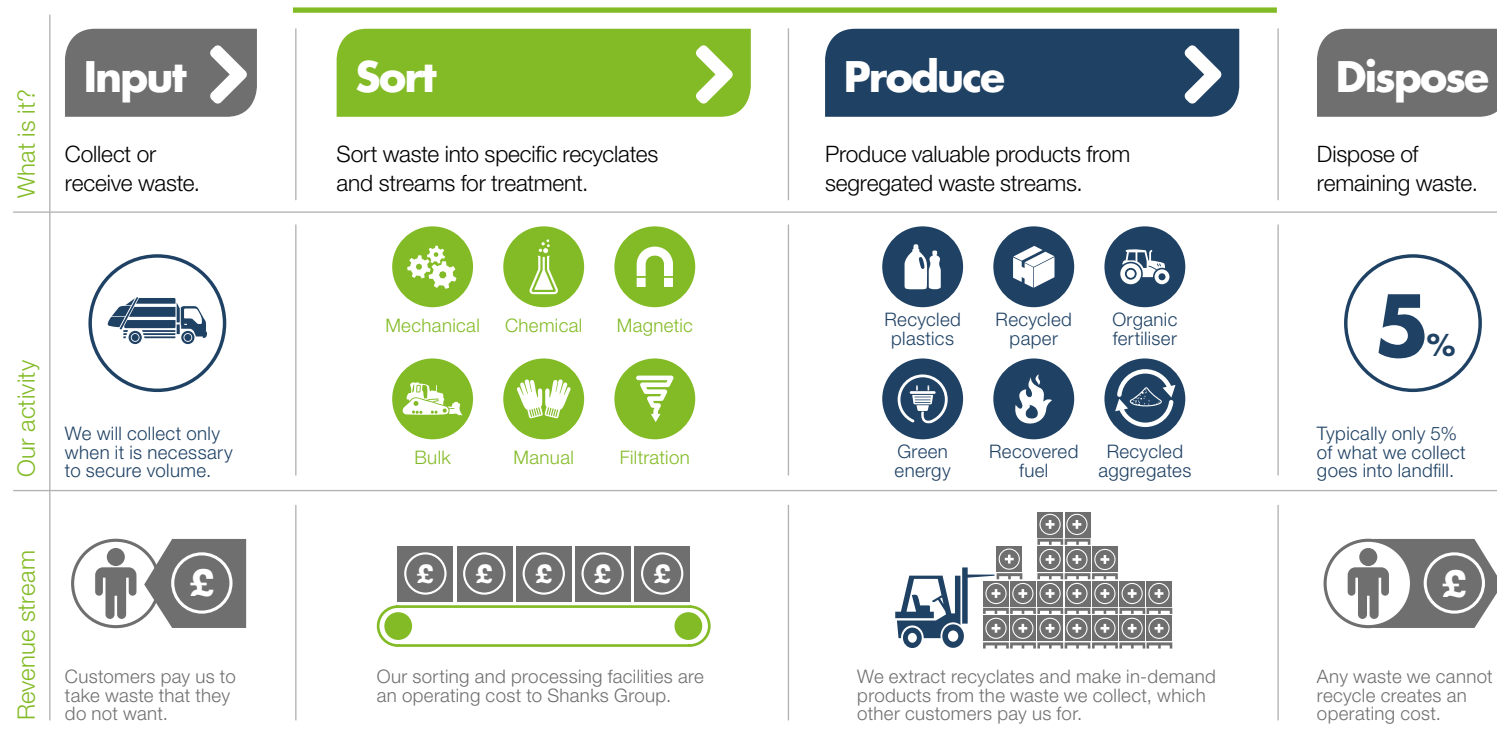 What is it?
Input
Sort
Produce
Dispose
Collect or
receive waste.
Sort waste into specific recyclates
and streams for treatment.
Produce valuable products from
segregated waste streams.
Dispose of
remaining waste.
Our activity
We will collect only
when it is necessary
to secure volume.
Mechanical
Chemical
Magnetic
Bulk
Manual
Filtration
Recycled
plastics
Recycled
paper
Organic
fertiliser
Green
energy
Recovered
fuel
Recycled
aggregates
5%
Typically only 5%
of what we collect
goes into landfill.
Revenue stream
£
Customers pay us to
take waste that they
do not want.
£ £ £ £ £
Our sorting and processing facilities are
an operating cost to Shanks Group.
We extract recyclates and make in-demand
products from the waste we collect, which
other customers pay us for.
£
Any waste we cannot
recycle creates an
operating cost.